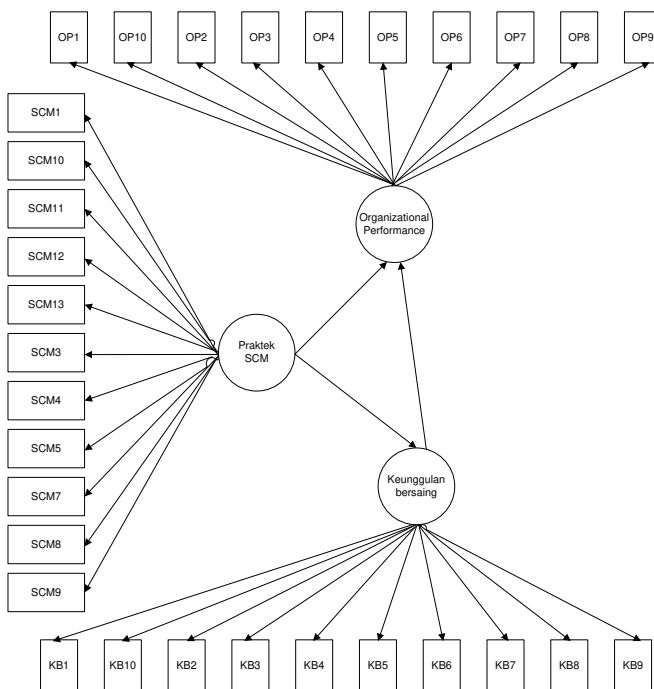 OP1
OP10
OP2
OP3
OP4
OP5
OP6
OP7
OP8
OP9
SCM1
SCM10
SCM11
SCM12
SCM13
SCM3
SCM4
SCM5
SCM7
SCM8
SCM9
Organizational
Performance
Praktek
SCM
Keunggulan
bersaing
KB1
KB10
KB2
KB3
KB4
KB5
KB6
KB7
KB8
KB9